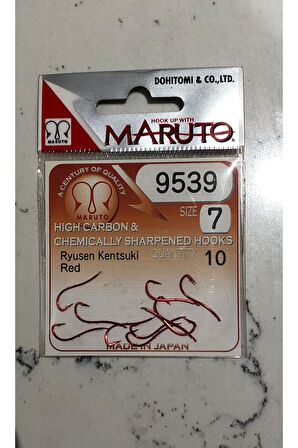 DOHITOMI & CO., LTD.
HOOK UP WITH
MARUTO
MARUTO
A CENTURY OF QUALITY
MARUTO
9539
SIZE 7
HIGH CARBON &
CHEMICALLY SHARPENED HOOKS
Ryusen Kentsuki
Red
QUANTITY 10
MADE IN JAPAN